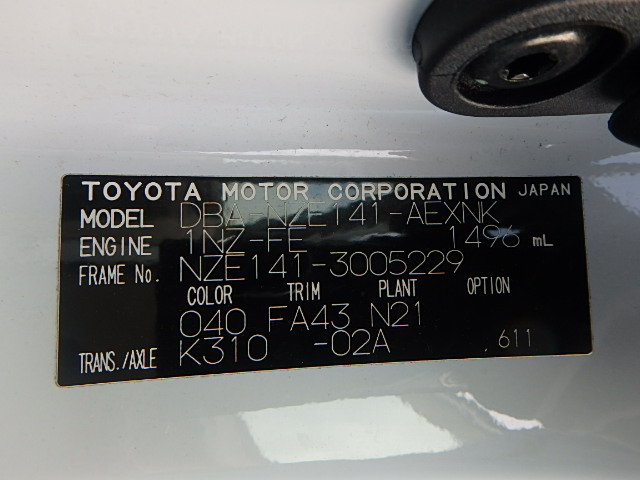 TOYOTA MOTOR CORPORATION JAPAN
MODEL DBA-NZE141-AEXNK
ENGINE 1NZ-FE 1496 mL
FRAME No. NZE141-3005229
COLOR TRIM PLANT OPTION
040 FA43 N21
TRANS./AXLE K310 -02A .611